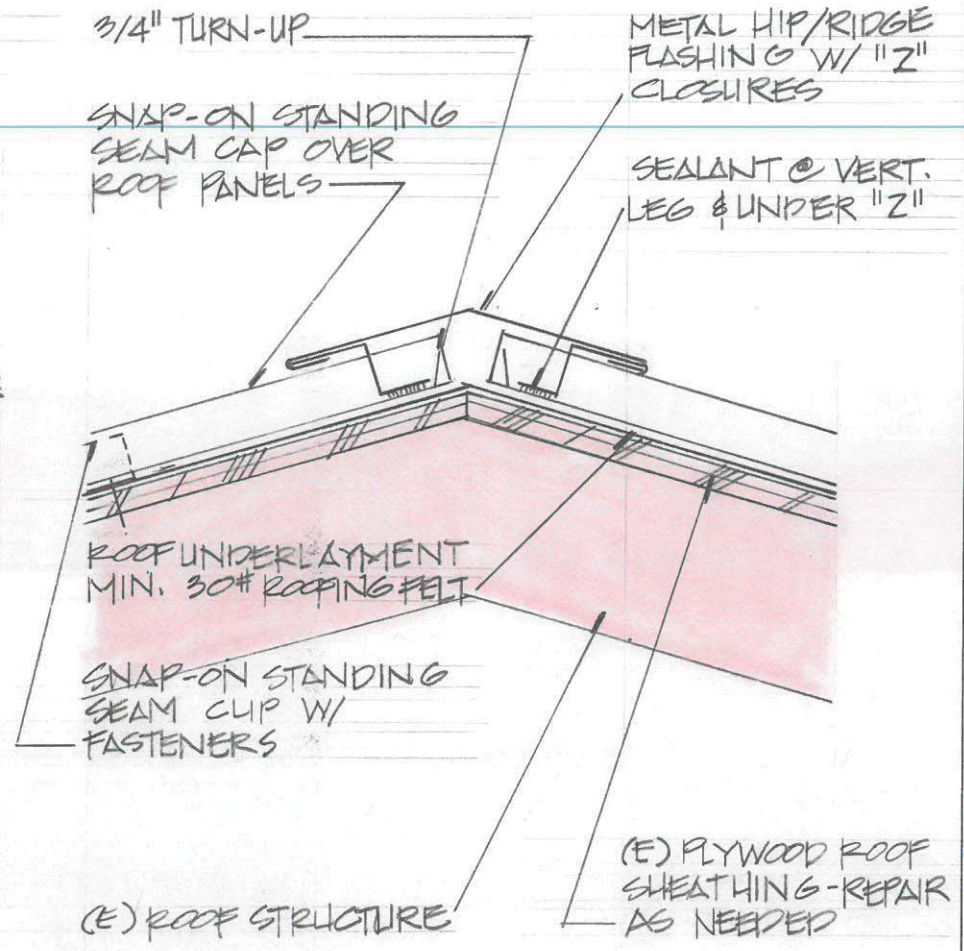 3/4" TURN-UP
METAL HIP/RIDGE
FLASHING W/ "Z"
CLOSURES
SNAP-ON STANDING
SEAM CAP OVER
ROOF PANELS
SEALANT @ VERT.
LEG & UNDER "Z"
ROOF UNDERLAYMENT
MIN. 30# ROOFING FELT
SNAP-ON STANDING
SEAM CLIP W/
FASTENERS
(E) ROOF STRUCTURE
(E) PLYWOOD ROOF
SHEATHING-REPAIR
AS NEEDED